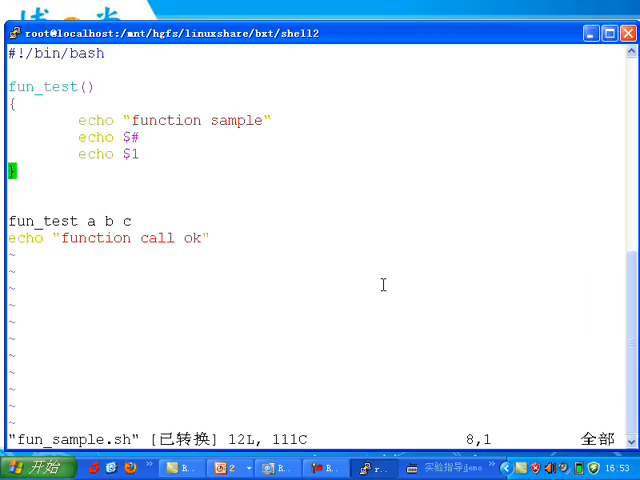 root@localhost:/mnt/hgfs/linuxshare/bxt/shell2
#!/bin/bash
fun_test()
{
echo "function sample"
echo $#
echo $1
}
fun_test a b c
echo "function call ok"
~
~
~
~
~
~
~
~
~
~
~
"fun_sample.sh" [已转换] 12L, 111C 8,1 全部
开始 R.. 2 R.. R.. r.. 实验指导demo 16:53